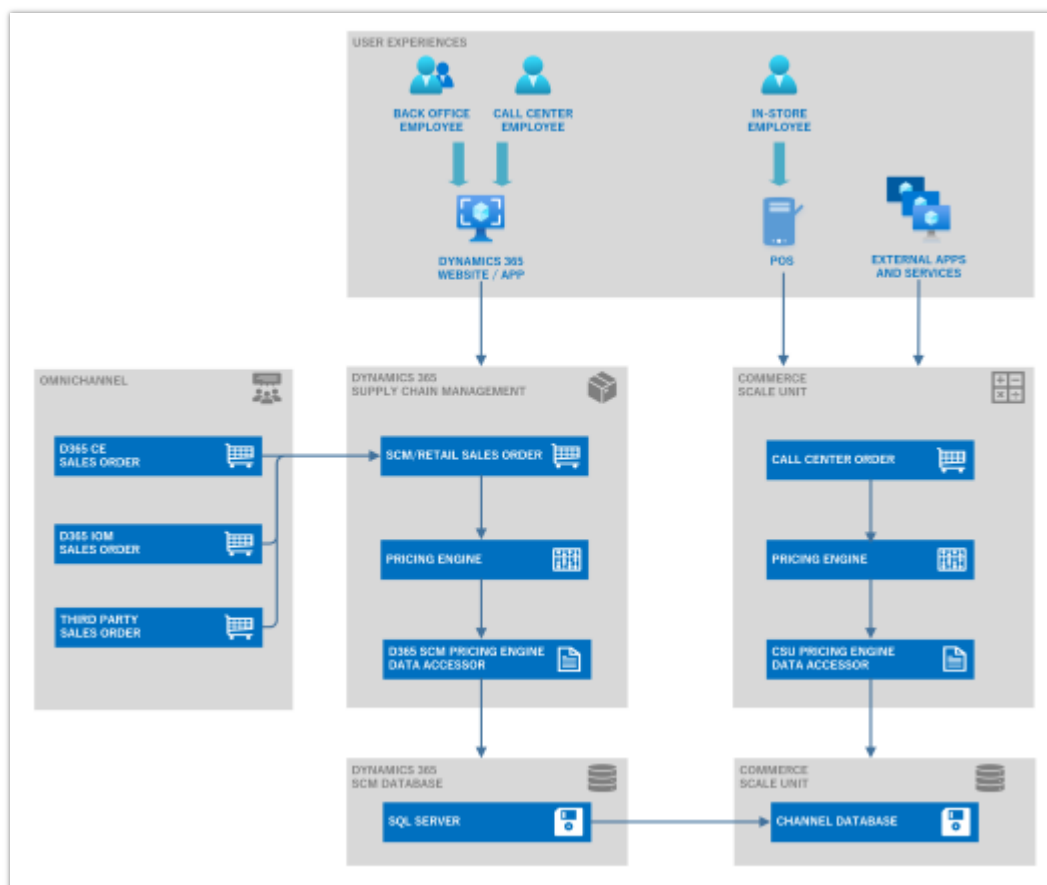 USER EXPERIENCES
BACK OFFICE
EMPLOYEE
CALL CENTER
EMPLOYEE
IN-STORE
EMPLOYEE
DYNAMICS 365
WEBSITE / APP
POS
EXTERNAL APPS
AND SERVICES
OMNICHANNEL
D365 CE
SALES ORDER
D365 IOM
SALES ORDER
THIRD PARTY
SALES ORDER
DYNAMICS 365
SUPPLY CHAIN MANAGEMENT
SCM/RETAIL SALES ORDER
PRICING ENGINE
D365 SCM PRICING ENGINE
DATA ACCESSOR
COMMERCE
SCALE UNIT
CALL CENTER ORDER
PRICING ENGINE
CSU PRICING ENGINE
DATA ACCESSOR
DYNAMICS 365
SCM DATABASE
SQL SERVER
COMMERCE
SCALE UNIT
CHANNEL DATABASE